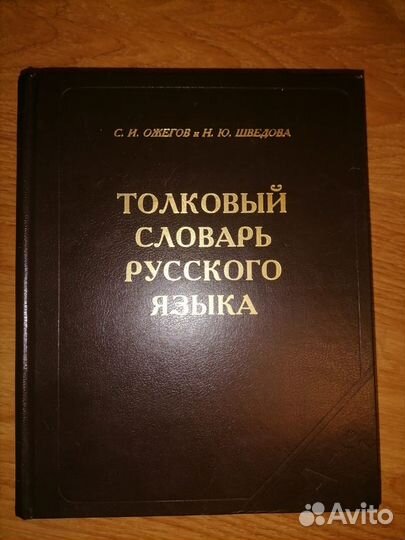 С. И. ОЖЕГОВ и Н. Ю. ШВЕДОВА
ТОЛКОВЫЙ
СЛОВАРЬ
РУССКОГО
ЯЗЫКА
Avito